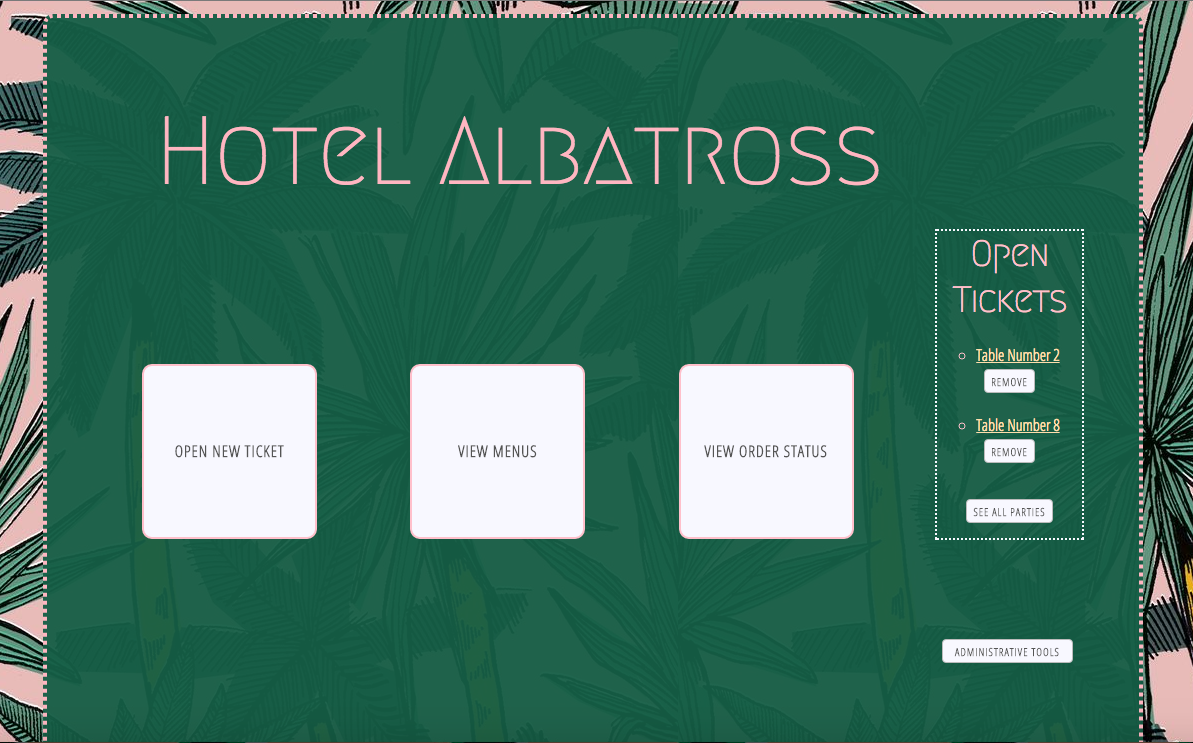 Hotel Albatross
Open
Tickets
Table Number 2
REMOVE
Table Number 8
REMOVE
SEE ALL PARTIES
OPEN NEW TICKET
VIEW MENUS
VIEW ORDER STATUS
ADMINISTRATIVE TOOLS